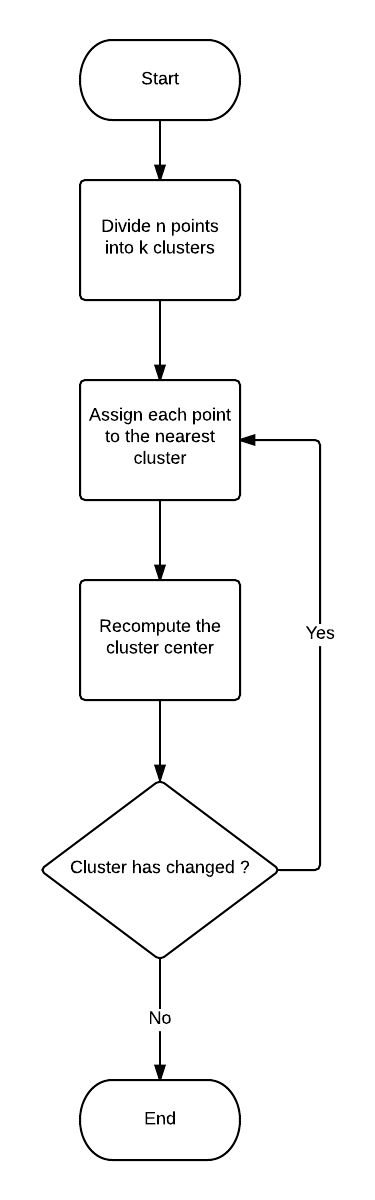 Start
Divide n points
into k clusters
Assign each point
to the nearest
cluster
Recompute the
cluster center
Yes
Cluster has changed ?
No
End